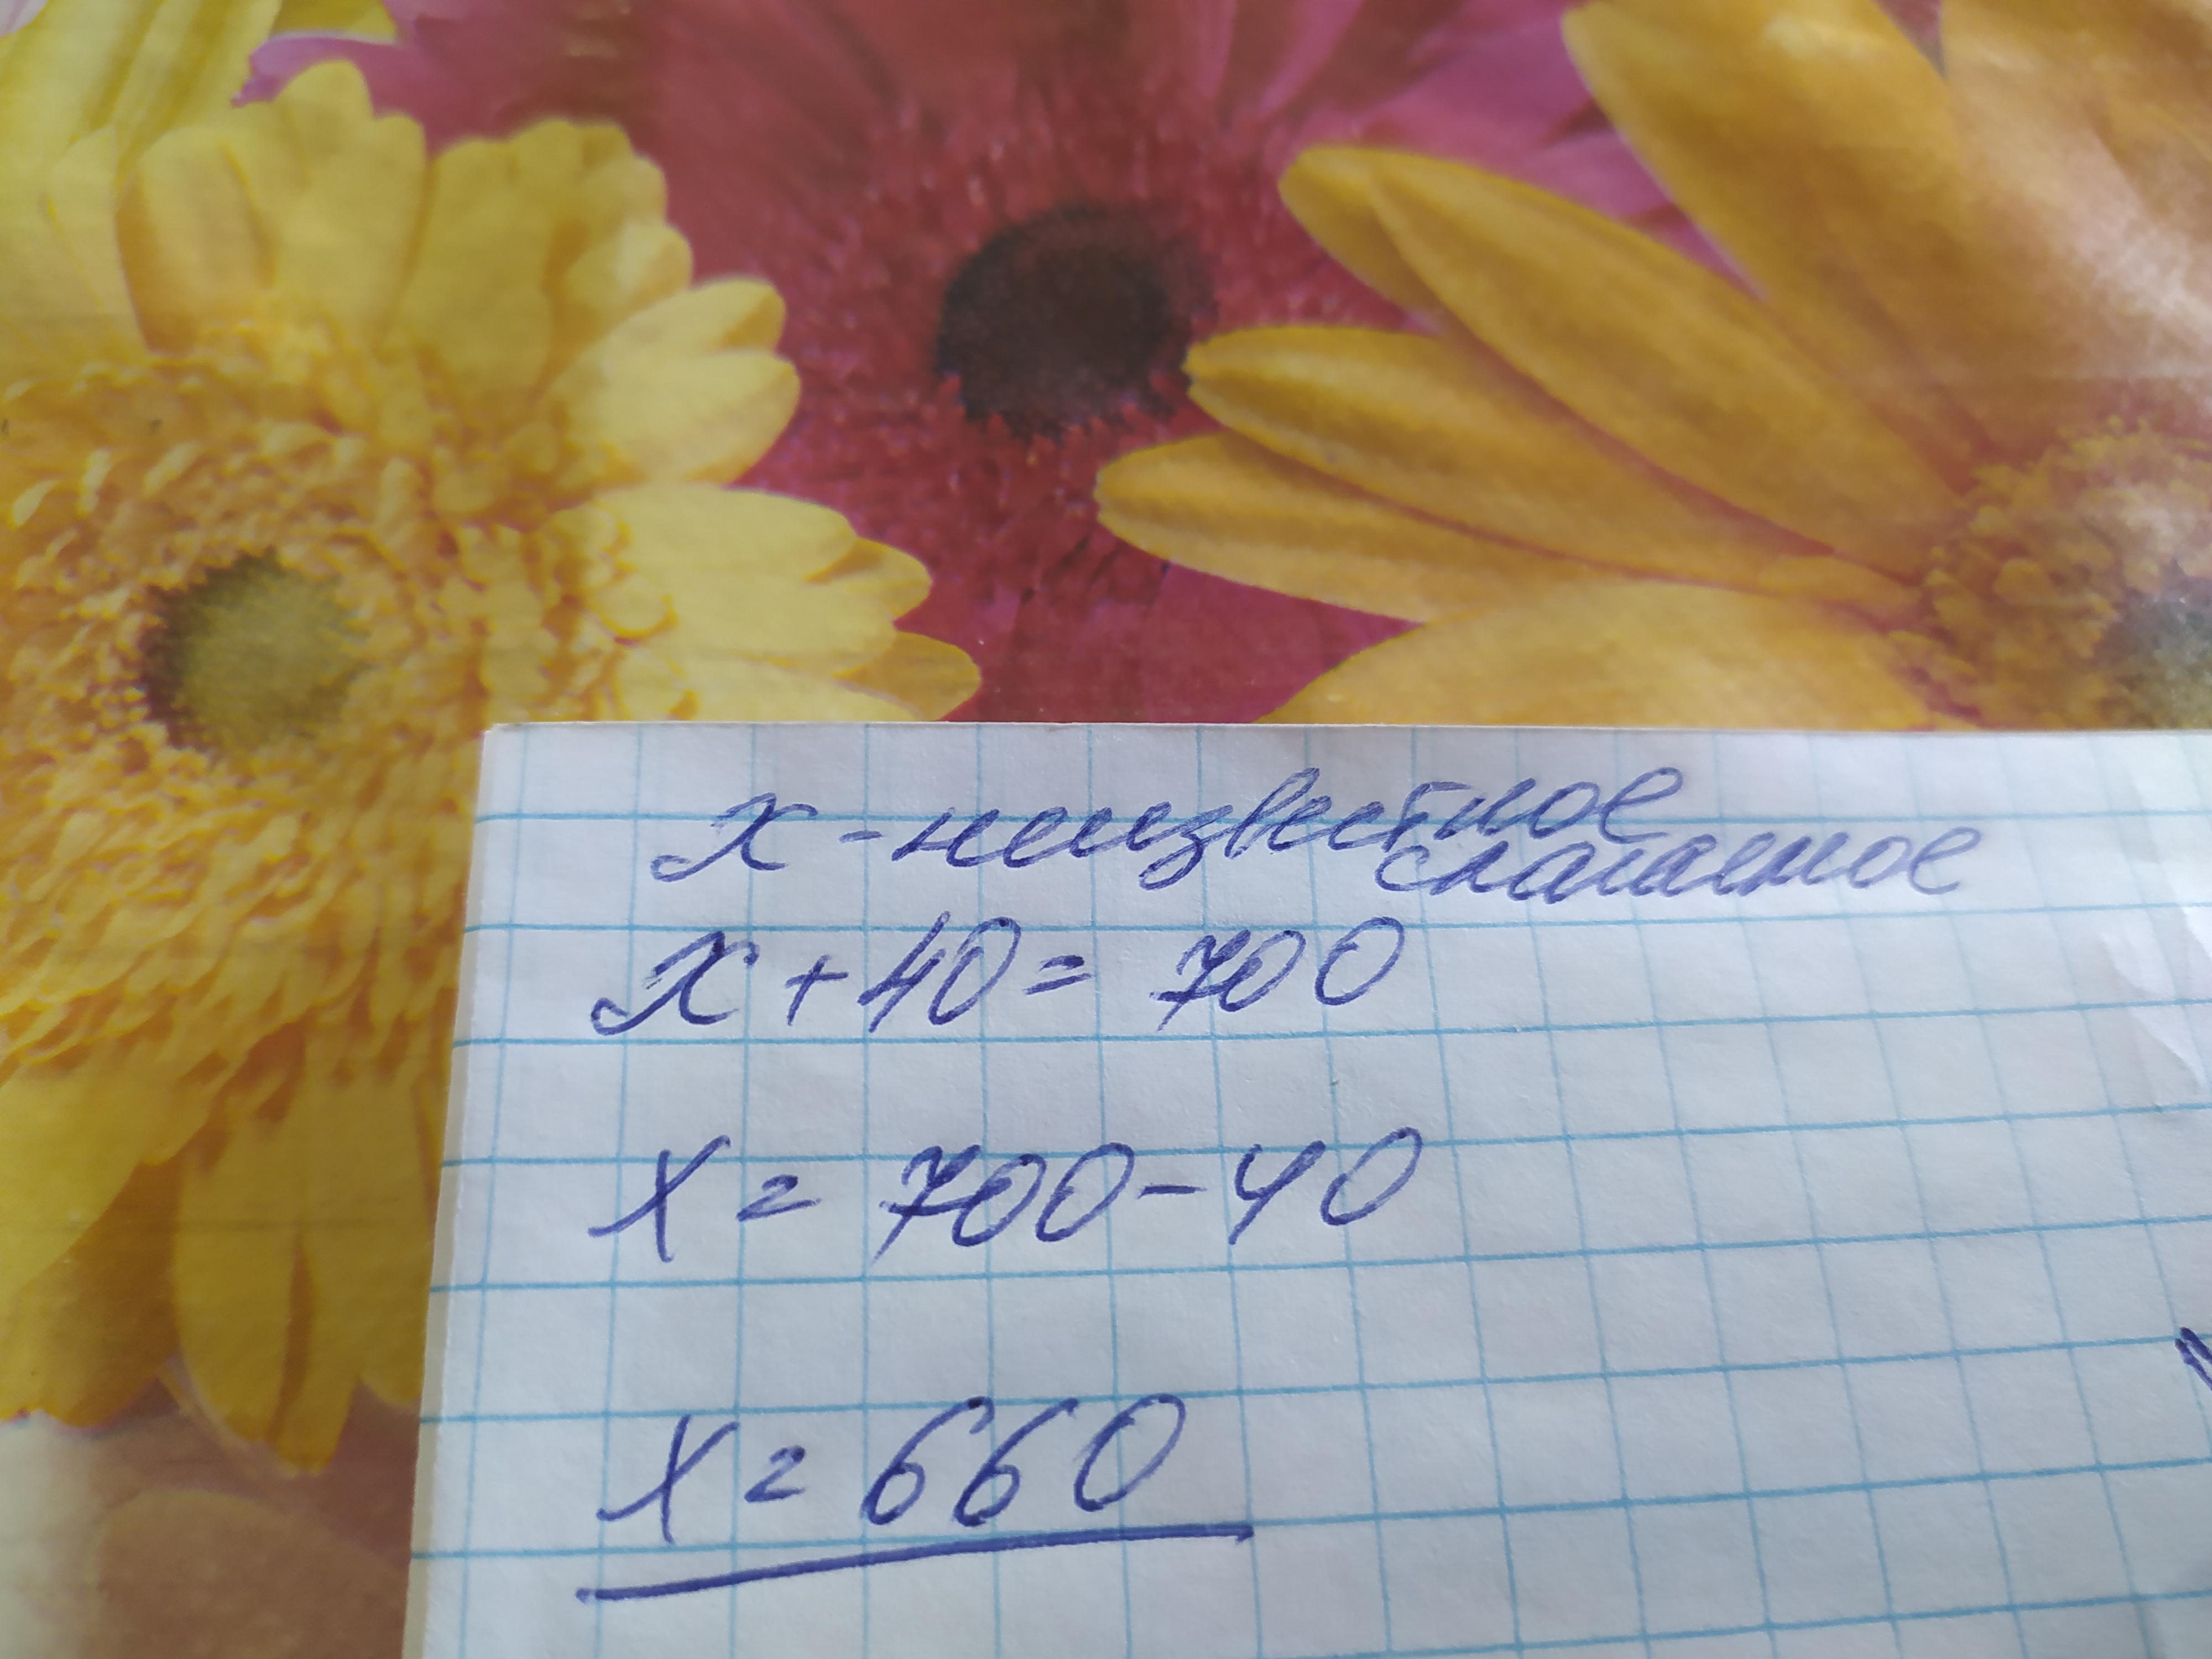 x - неизвестное
слагаемое
x + 40 = 700
x = 700 - 40
x = 660